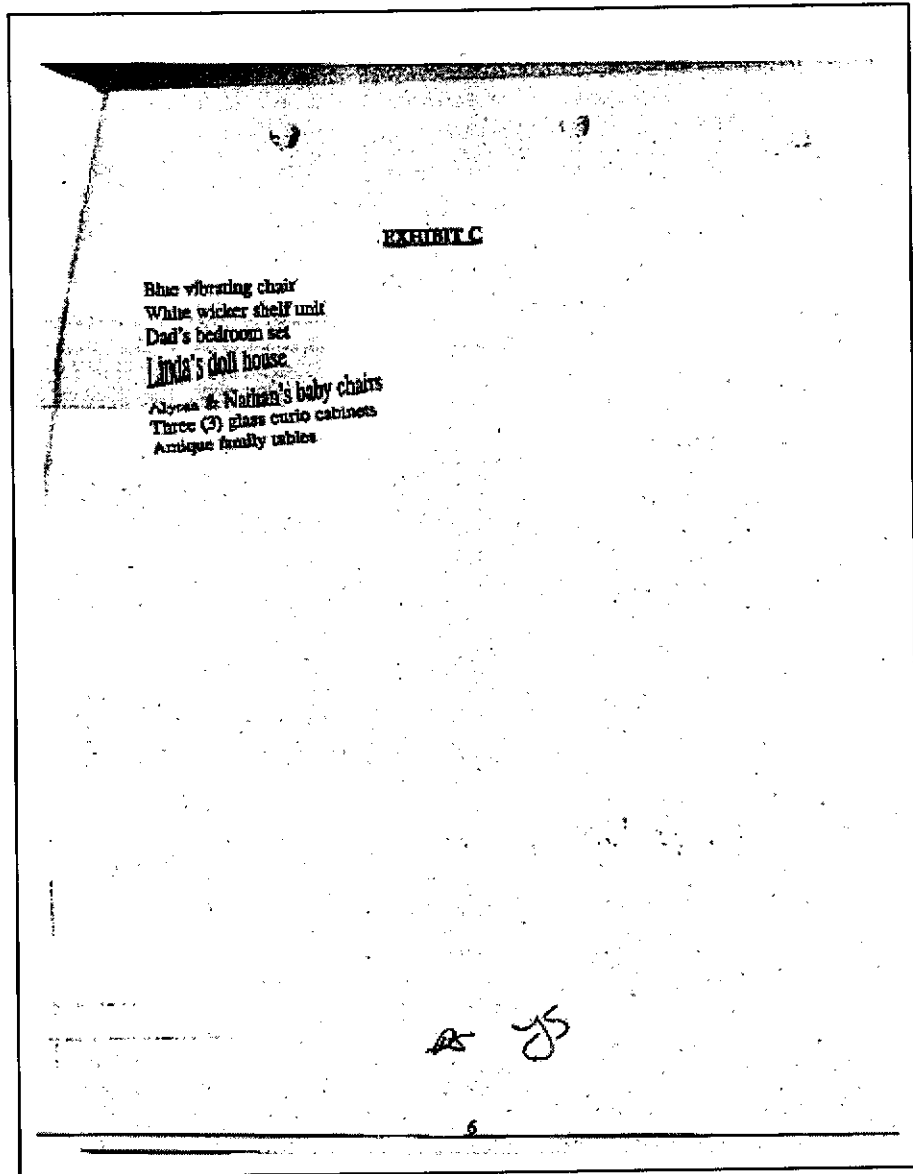 EXHIBIT C
Blue vibrating chair
White wicker shelf unit
Dad's bedroom set
Linda's doll house
Alyssa & Nathan's baby chairs
Three (3) glass curio cabinets
Antique family tables
6